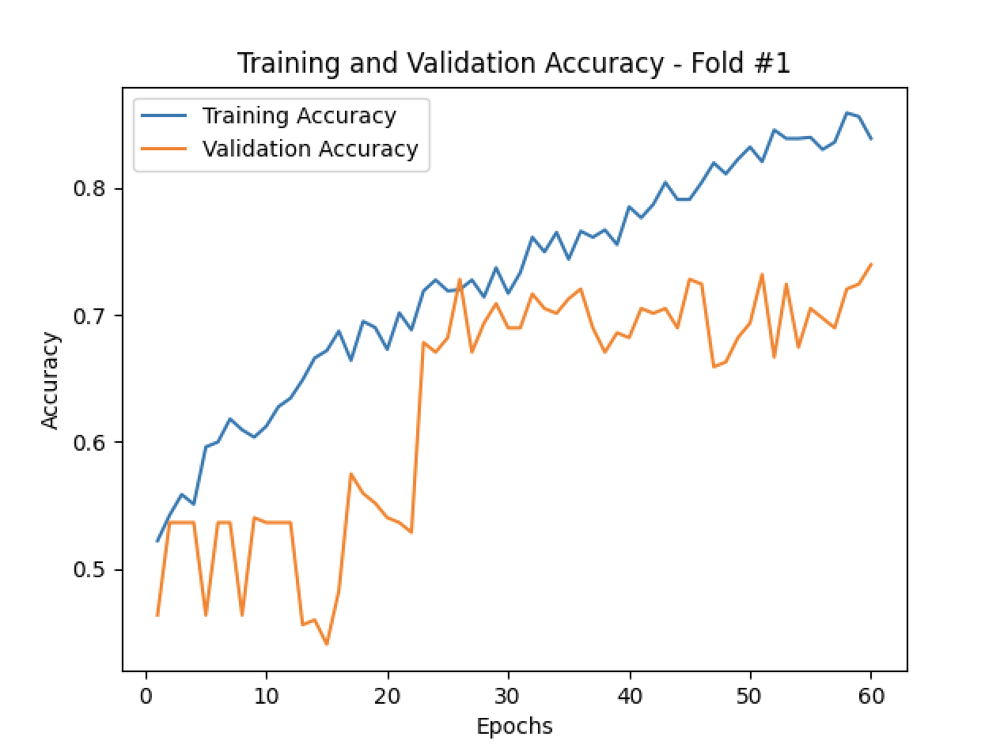 Training and Validation Accuracy - Fold #1
Training Accuracy
Validation Accuracy
0.8
0.7
0.6
0.5
Accuracy
0 10 20 30 40 50 60
Epochs